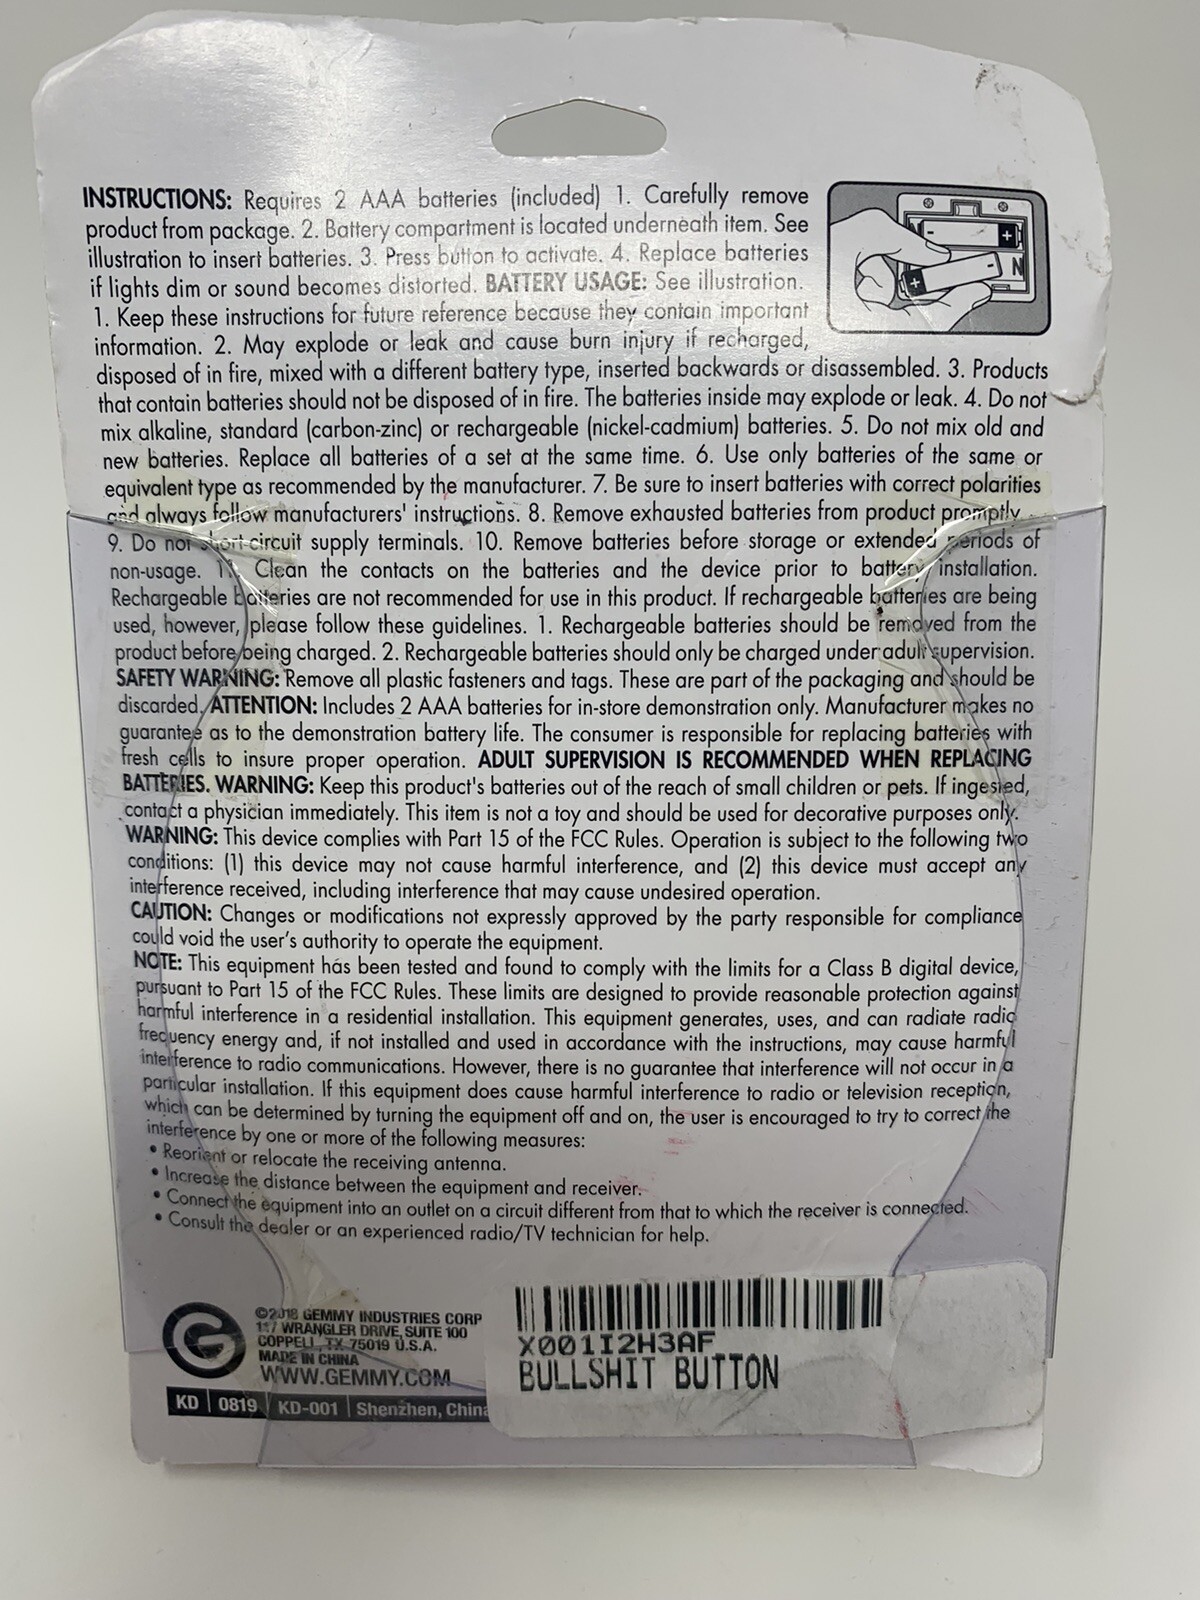 INSTRUCTIONS: Requires 2 AAA batteries (included) 1. Carefully remove
product from package. 2. Battery compartment is located underneath item. See
illustration to insert batteries. 3. Press button to activate. 4. Replace batteries
if lights dim or sound becomes distorted. BATTERY USAGE: See illustration.
1. Keep these instructions for future reference because they contain important
information. 2. May explode or leak and cause burn injury if recharged,
disposed of in fire, mixed with a different battery type, inserted backwards or disassembled. 3. Products
that contain batteries should not be disposed of in fire. The batteries inside may explode or leak. 4. Do not
mix alkaline, standard (carbon-zinc) or rechargeable (nickel-cadmium) batteries. 5. Do not mix old and
new batteries. Replace all batteries of a set at the same time. 6. Use only batteries of the same or
equivalent type as recommended by the manufacturer. 7. Be sure to insert batteries with correct polarities
and always follow manufacturers' instructions. 8. Remove exhausted batteries from product promptly.
9. Do not short-circuit supply terminals. 10. Remove batteries before storage or extended periods of
non-usage. 11. Clean the contacts on the batteries and the device prior to battery installation.
Rechargeable batteries are not recommended for use in this product. If rechargeable batteries are being
used, however, please follow these guidelines. 1. Rechargeable batteries should be removed from the
product before being charged. 2. Rechargeable batteries should only be charged under adult supervision.
SAFETY WARNING: Remove all plastic fasteners and tags. These are part of the packaging and should be
discarded. ATTENTION: Includes 2 AAA batteries for in-store demonstration only. Manufacturer makes no
guarantee as to the demonstration battery life. The consumer is responsible for replacing batteries with
fresh cells to insure proper operation. ADULT SUPERVISION IS RECOMMENDED WHEN REPLACING
BATTERIES. WARNING: Keep this product's batteries out of the reach of small children or pets. If ingested,
contact a physician immediately. This item is not a toy and should be used for decorative purposes only.
WARNING: This device complies with Part 15 of the FCC Rules. Operation is subject to the following two
conditions: (1) this device may not cause harmful interference, and (2) this device must accept any
interference received, including interference that may cause undesired operation.
CAUTION: Changes or modifications not expressly approved by the party responsible for compliance
could void the user's authority to operate the equipment.
NOTE: This equipment has been tested and found to comply with the limits for a Class B digital device,
pursuant to Part 15 of the FCC Rules. These limits are designed to provide reasonable protection against
harmful interference in a residential installation. This equipment generates, uses, and can radiate radio
frequency energy and, if not installed and used in accordance with the instructions, may cause harmful
interference to radio communications. However, there is no guarantee that interference will not occur in a
particular installation. If this equipment does cause harmful interference to radio or television reception,
which can be determined by turning the equipment off and on, the user is encouraged to try to correct the
interference by one or more of the following measures:
• Reorient or relocate the receiving antenna.
• Increase the distance between the equipment and receiver.
• Connect the equipment into an outlet on a circuit different from that to which the receiver is connected.
• Consult the dealer or an experienced radio/TV technician for help.
©2018 GEMMY INDUSTRIES CORP
117 WRANGLER DRIVE, SUITE 100
COPPELL, TX 75019 U.S.A.
MADE IN CHINA
WWW.GEMMY.COM
KD | 0819 | KD-001 | Shenzhen, China
X001I2H3AF
BULLSHIT BUTTON